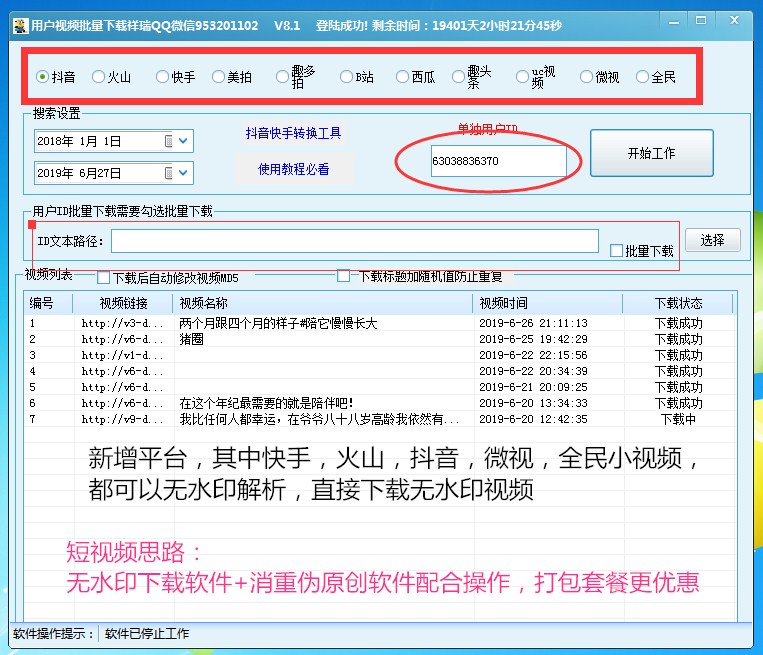 用户视频批量下载样瑞QQ微信953201102 V8.1 登陆成功! 剩余时间：19401天2小时21分45秒
抖音 火山 快手 美拍 趣多拍 B站 西瓜 趣头条 uc视频 微视 全民
搜索设置
2018年 1月 1日
2019年 6月27日
抖音快手转换工具
使用教程必看
单独用户ID
63038836370
开始工作
用户ID批量下载需要勾选批量下载
ID文本路径：
批量下载
选择
视频列表
下载后自动修改视频MD5
下载标题加随机值防止重复
编号 视频链接 视频名称 视频时间 下载状态
1 http://v3-d... 两个月跟四个月的样子#陪它慢慢长大 2019-6-26 21:11:13 下载成功
2 http://v6-d... 猪圈 2019-6-25 19:42:29 下载成功
3 http://v1-d... 2019-6-22 22:15:56 下载成功
4 http://v6-d... 2019-6-22 20:34:39 下载成功
5 http://v6-d... 2019-6-21 20:09:25 下载成功
6 http://v6-d... 在这个年纪最需要的就是陪伴吧! 2019-6-20 13:34:33 下载成功
7 http://v9-d... 我比任何人都幸运，在爷爷八十八岁高龄我依然有... 2019-6-20 12:42:35 下载中
新增平台，其中快手，火山，抖音，微视，全民小视频，
都可以无水印解析，直接下载无水印视频
短视频思路：
无水印下载软件+消重伪原创软件配合操作，打包套餐更优惠
软件操作提示： 软件已停止工作